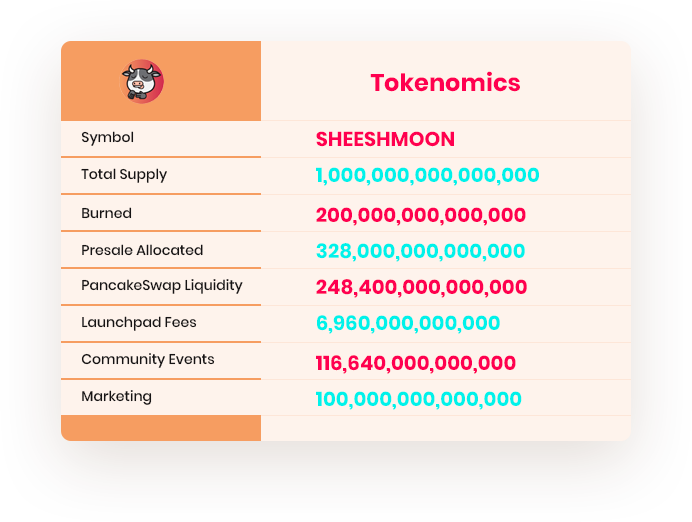 Tokenomics
Symbol SHEESHMOON
Total Supply 1,000,000,000,000,000
Burned 200,000,000,000,000
Presale Allocated 328,000,000,000,000
PancakeSwap Liquidity 248,400,000,000,000
Launchpad Fees 6,960,000,000,000
Community Events 116,640,000,000,000
Marketing 100,000,000,000,000